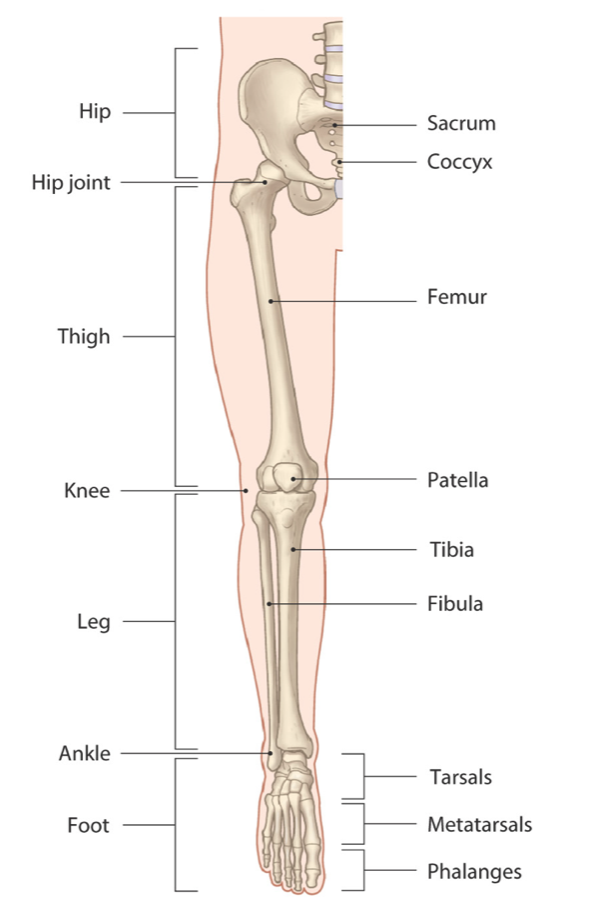 Hip
Sacrum
Coccyx
Hip joint
Femur
Thigh
Patella
Knee
Tibia
Fibula
Leg
Ankle
Tarsals
Foot
Metatarsals
Phalanges